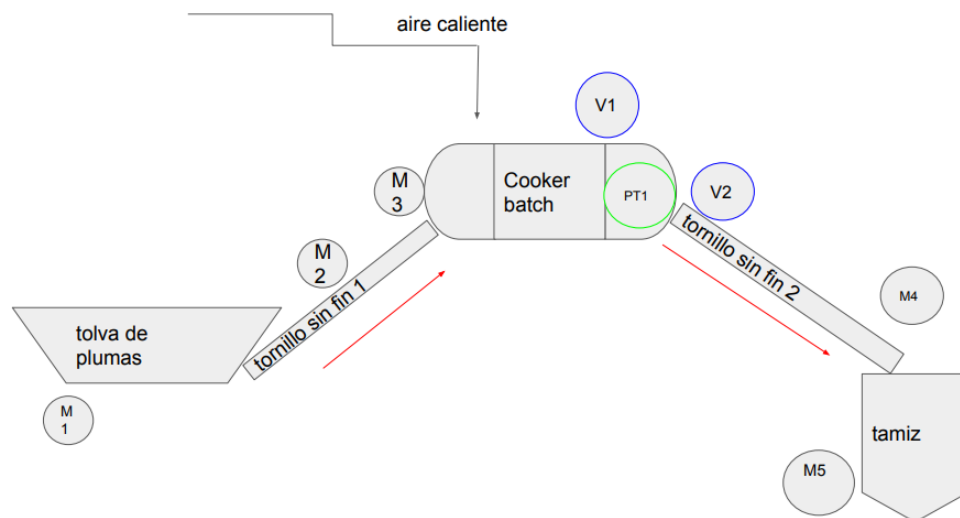 aire caliente
V1
Cooker
batch
PT1
V2
M
3
M
2
tornillo sin fin 1
tornillo sin fin 2
tolva de
plumas
M
1
M4
tamiz
M5